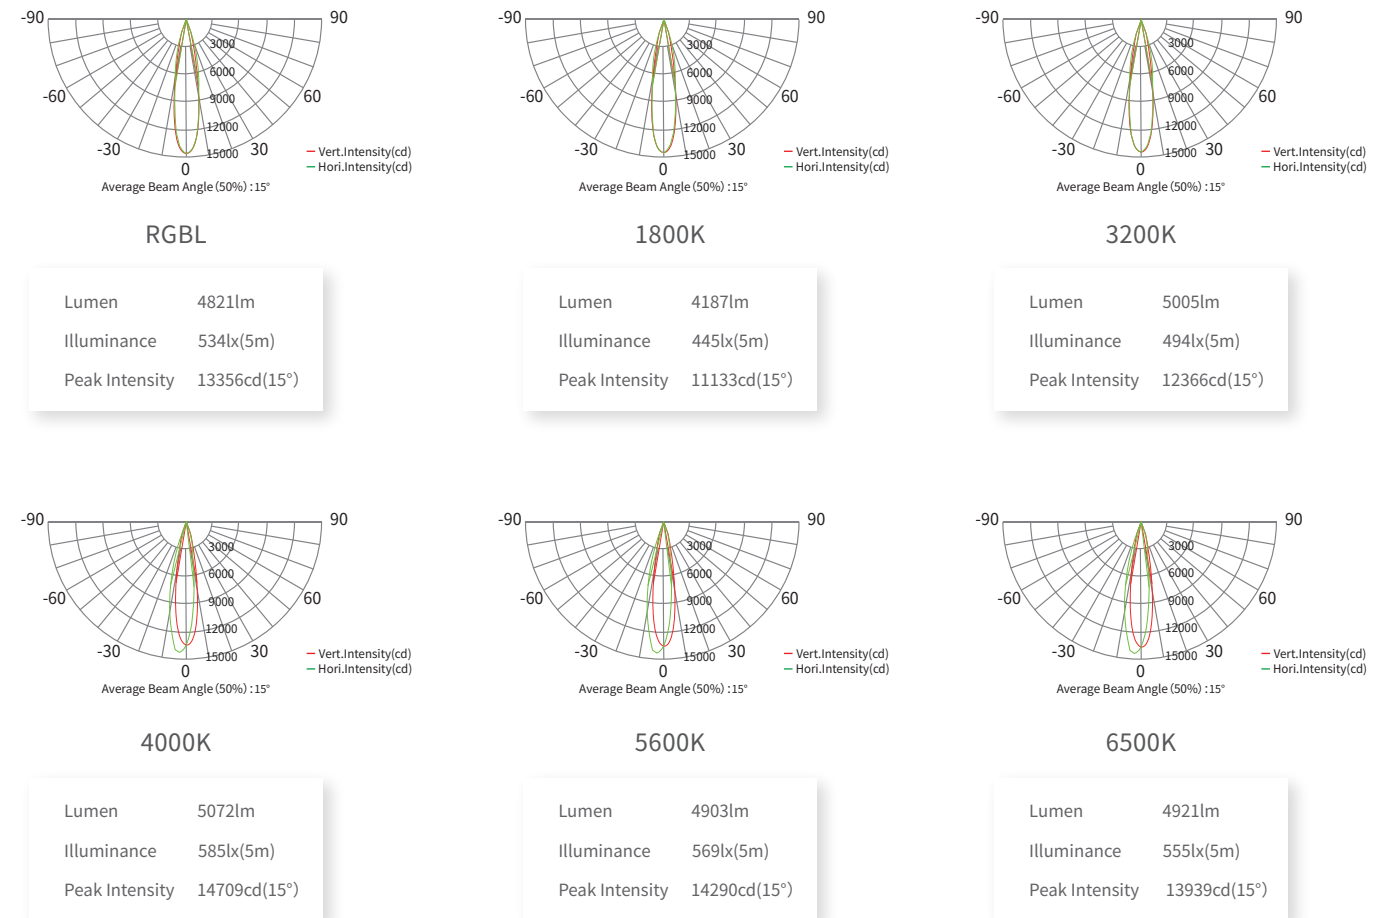 -90 90
3000
6000
-60 60
9000
12000
-30 30
15000
0
Vert.Intensity(cd)
Hori.Intensity(cd)
Average Beam Angle (50%) : 15°
-90 90
3000
6000
-60 60
9000
12000
-30 30
15000
0
Vert.Intensity(cd)
Hori.Intensity(cd)
Average Beam Angle (50%) : 15°
-90 90
3000
6000
-60 60
9000
12000
-30 30
15000
0
Vert.Intensity(cd)
Hori.Intensity(cd)
Average Beam Angle (50%) : 15°
RGBL
Lumen 4821lm
Illuminance 534lx(5m)
Peak Intensity 13356cd(15°)
1800K
Lumen 4187lm
Illuminance 445lx(5m)
Peak Intensity 11133cd(15°)
3200K
Lumen 5005lm
Illuminance 494lx(5m)
Peak Intensity 12366cd(15°)
-90 90
3000
6000
-60 60
9000
12000
-30 30
15000
0
Vert.Intensity(cd)
Hori.Intensity(cd)
Average Beam Angle (50%) : 15°
-90 90
3000
6000
-60 60
9000
12000
-30 30
15000
0
Vert.Intensity(cd)
Hori.Intensity(cd)
Average Beam Angle (50%) : 15°
-90 90
3000
6000
-60 60
9000
12000
-30 30
15000
0
Vert.Intensity(cd)
Hori.Intensity(cd)
Average Beam Angle (50%) : 15°
4000K
Lumen 5072lm
Illuminance 585lx(5m)
Peak Intensity 14709cd(15°)
5600K
Lumen 4903lm
Illuminance 569lx(5m)
Peak Intensity 14290cd(15°)
6500K
Lumen 4921lm
Illuminance 555lx(5m)
Peak Intensity 13939cd(15°)